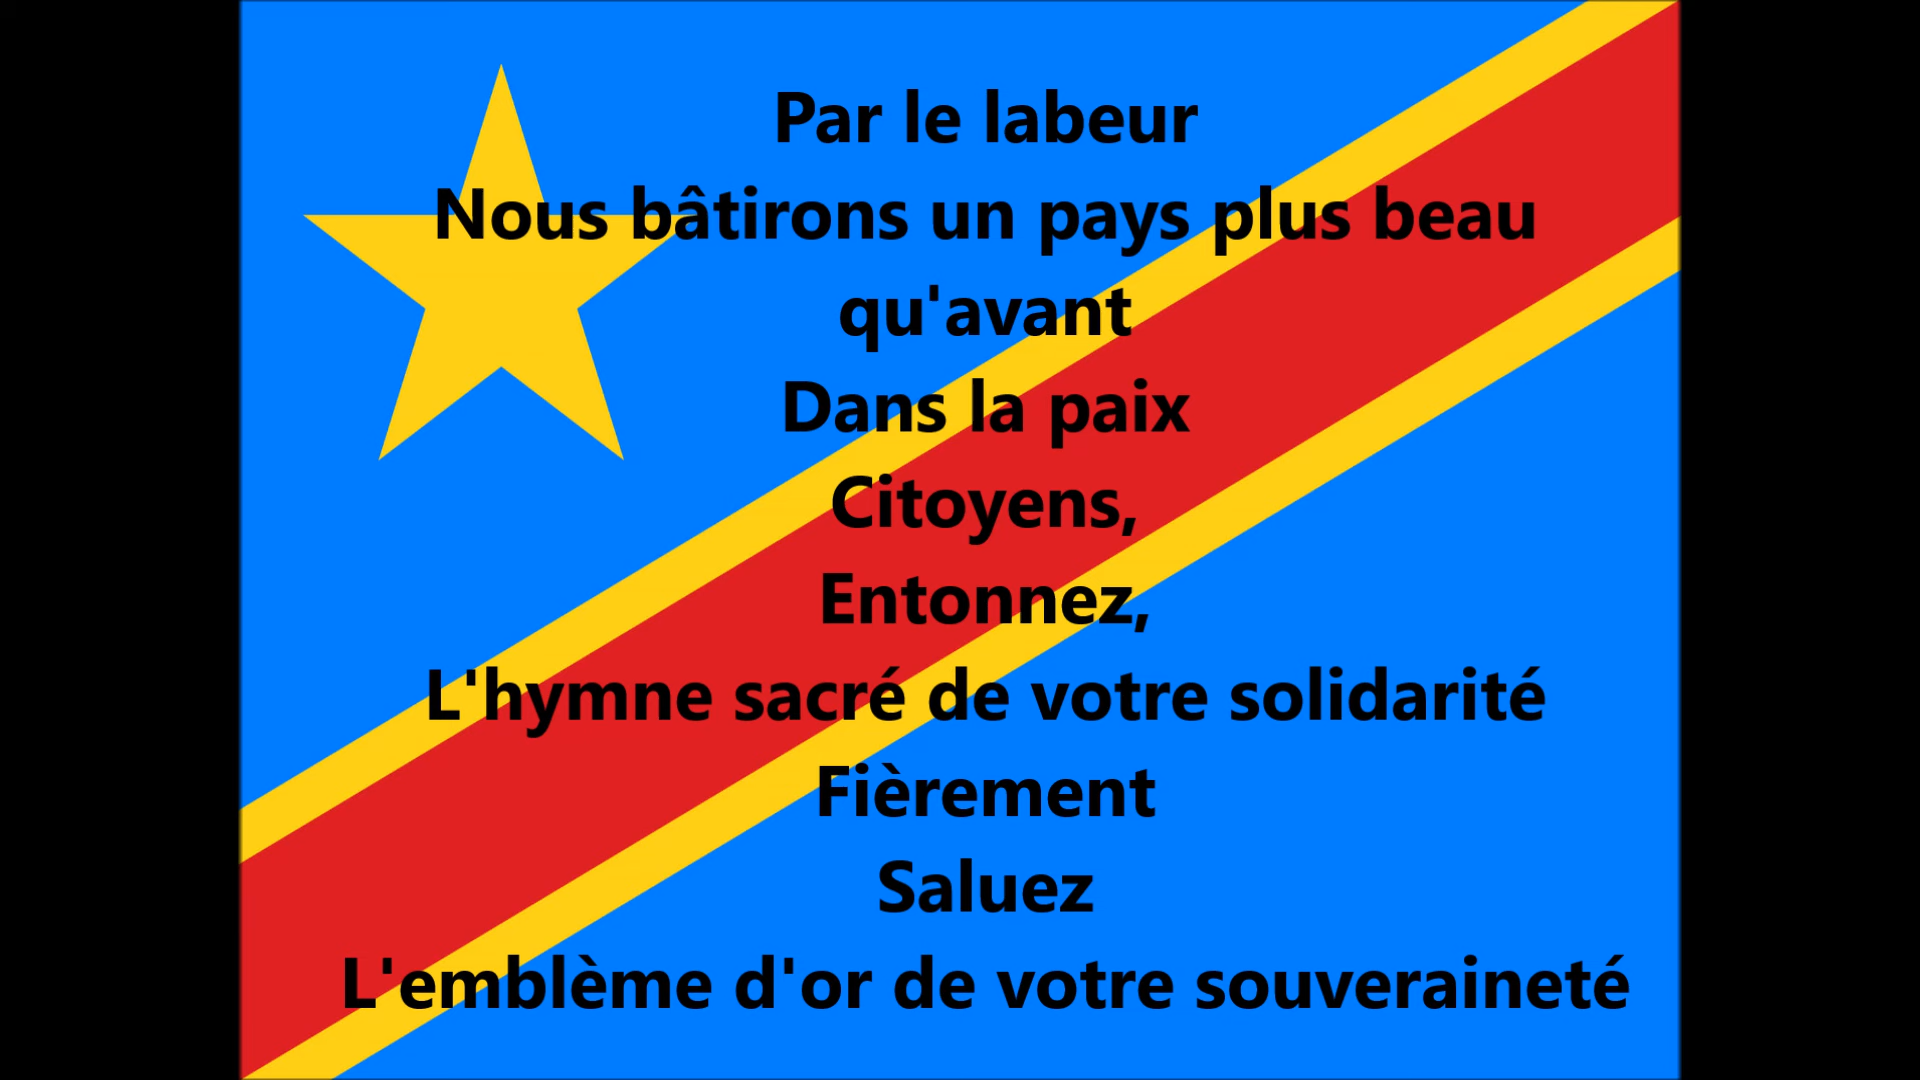 Par le labeur
Nous bâtirons un pays plus beau
qu'avant
Dans la paix
Citoyens,
Entonnez,
L'hymne sacré de votre solidarité
Fièrement
Saluez
L'emblème d'or de votre souveraineté